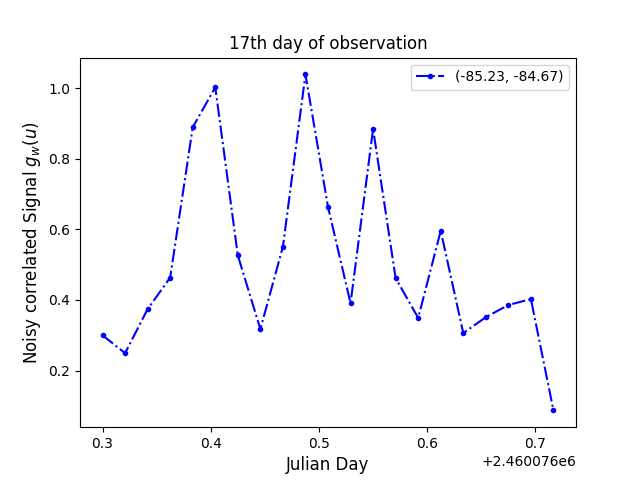 17th day of observation
(-85.23, -84.67)
Noisy correlated Signal g_w(u)
1.0
0.8
0.6
0.4
0.2
0.3 0.4 0.5 0.6 0.7
Julian Day
+2.460076e6